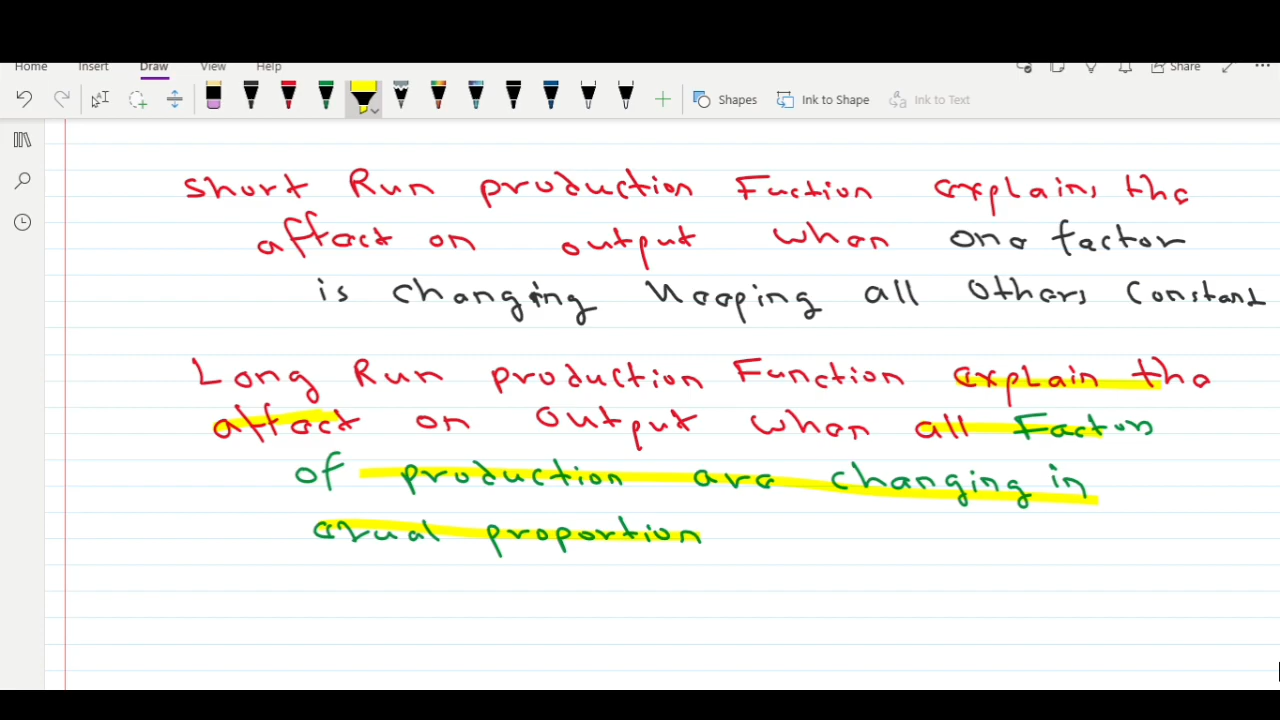 Home Insert Draw View Help Share
Shapes Ink to Shape Ink to Text
Short Run production Fuction explains the
affect on output when one factor
is changing keeping all Others Constant
Long Run production Function explain the
affect on Output when all Factors
of production are changing in
equal proportion